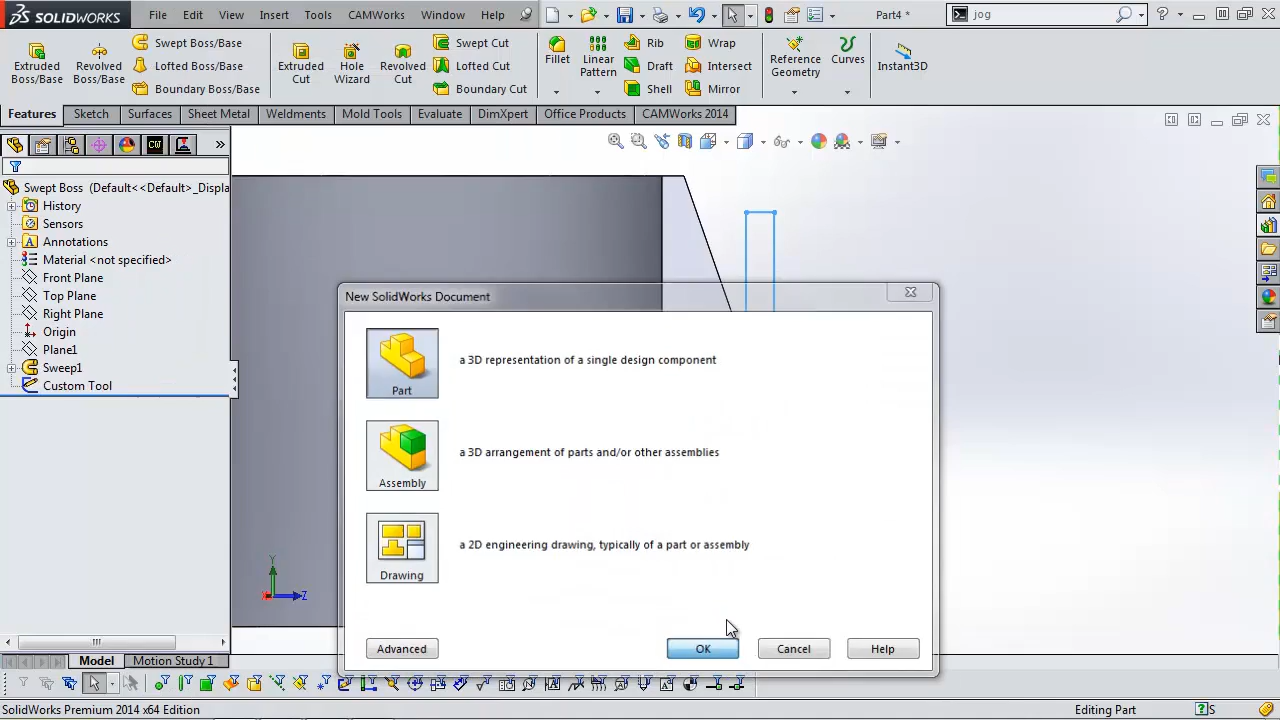 SOLIDWORKS File Edit View Insert Tools CAMWorks Window Help Part4 * jog
Extruded Boss/Base
Revolved Boss/Base
Swept Boss/Base
Lofted Boss/Base
Boundary Boss/Base
Extruded Cut
Hole Wizard
Revolved Cut
Swept Cut
Lofted Cut
Boundary Cut
Fillet
Linear Pattern
Rib
Draft
Shell
Wrap
Intersect
Mirror
Reference Geometry
Curves
Instant3D
Features Sketch Surfaces Sheet Metal Weldments Mold Tools Evaluate DimXpert Office Products CAMWorks 2014
CW
Swept Boss (Default<<Default>_Displa
History
Sensors
A Annotations
Material <not specified>
Front Plane
Top Plane
Right Plane
Origin
Plane1
Sweep1
Custom Tool
New SolidWorks Document
Part
a 3D representation of a single design component
Assembly
a 3D arrangement of parts and/or other assemblies
Drawing
a 2D engineering drawing, typically of a part or assembly
Advanced OK Cancel Help
Y
Z
Model Motion Study 1
SolidWorks Premium 2014 x64 Edition Editing Part ?S